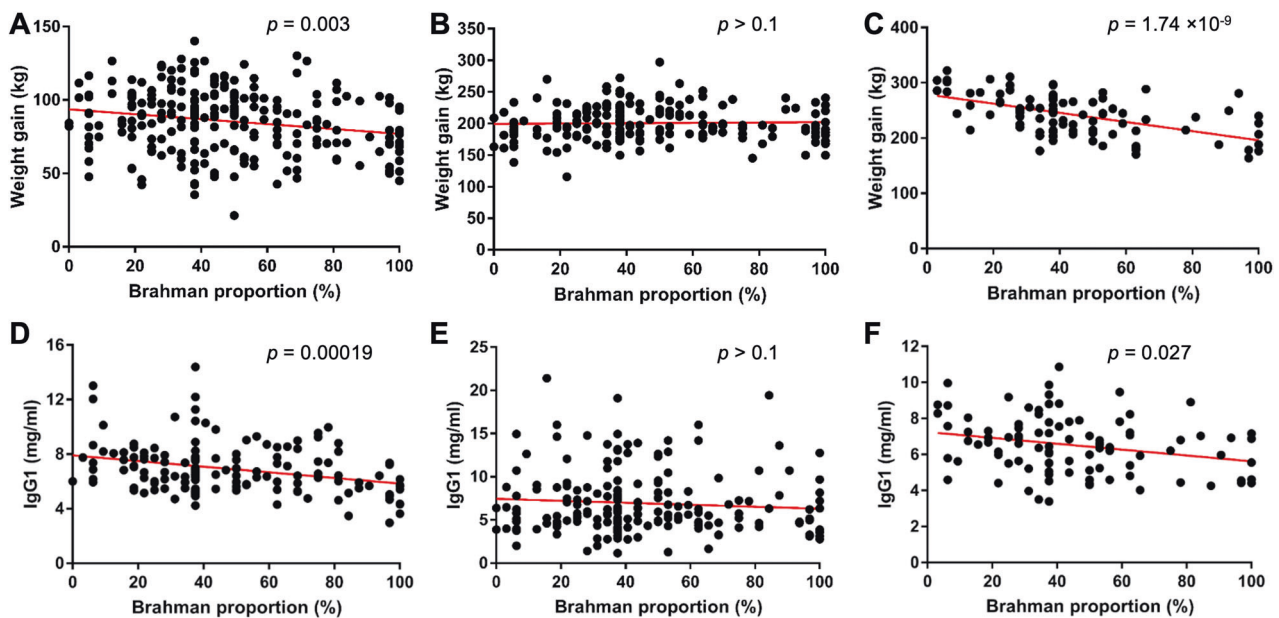 A
p = 0.003
Weight gain (kg)
150
100
50
0
0 20 40 60 80 100
Brahman proportion (%)
B
p > 0.1
Weight gain (kg)
350
300
250
200
150
50
0
0 20 40 60 80 100
Brahman proportion (%)
C
p = 1.74 ×10⁻⁹
Weight gain (kg)
400
300
200
300
0
0 20 40 60 80 100
Brahman proportion (%)
D
p = 0.00019
IgG1 (mg/ml)
16
12
8
4
0
0 20 40 60 80 100
Brahman proportion (%)
E
p > 0.1
IgG1 (mg/ml)
25
20
15
10
5
0
0 20 40 60 80 100
Brahman proportion (%)
F
p = 0.027
IgG1 (mg/ml)
12
10
8
6
4
2
0
0 20 40 60 80 100
Brahman proportion (%)